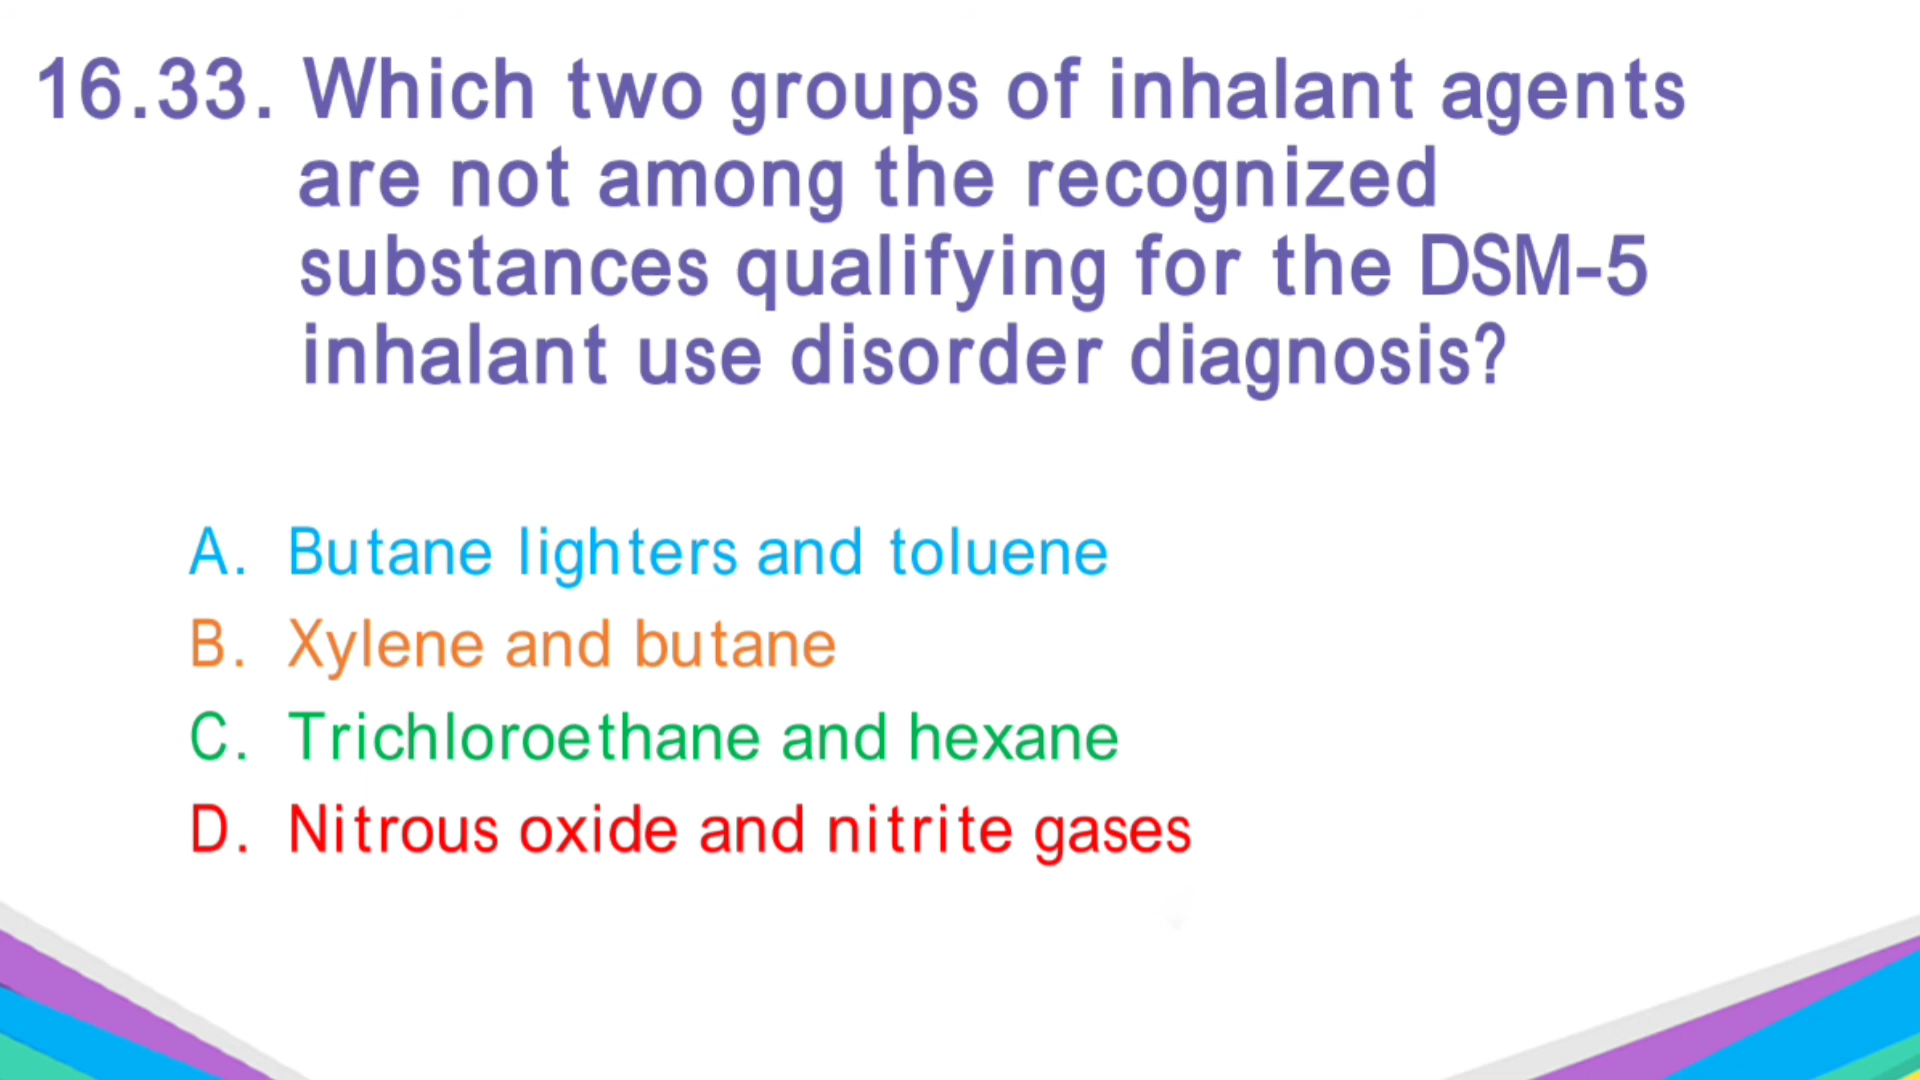 16.33. Which two groups of inhalant agents
are not among the recognized
substances qualifying for the DSM-5
inhalant use disorder diagnosis?
A. Butane lighters and toluene
B. Xylene and butane
C. Trichloroethane and hexane
D. Nitrous oxide and nitrite gases